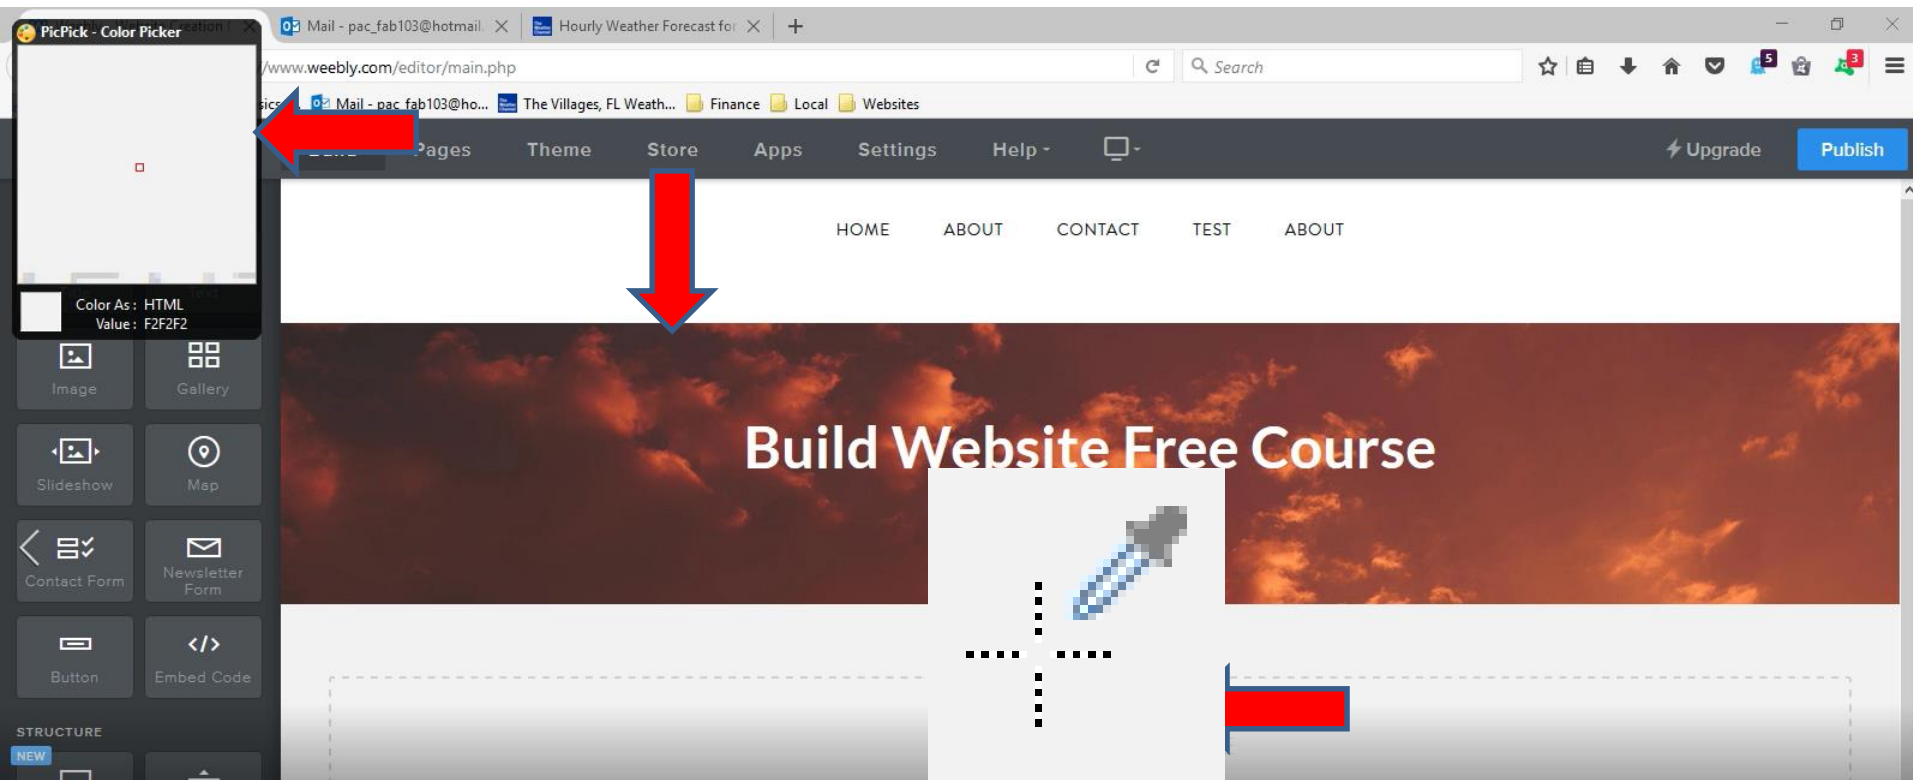 PicPick - Color Picker
Mail - pac_fab103@hotmail.
Hourly Weather Forecast for
www.weebly.com/editor/main.php
Search
5
3
Mail - pac_fab103@ho...
The Villages, FL Weath...
Finance
Local
Websites
Pages
Theme
Store
Apps
Settings
Help
Upgrade
Publish
HOME
ABOUT
CONTACT
TEST
ABOUT
Color As : HTML
Value : F2F2F2
Image
Gallery
Build Website Free Course
Slideshow
Map
Contact Form
Newsletter
Form
Button
Embed Code
STRUCTURE
NEW